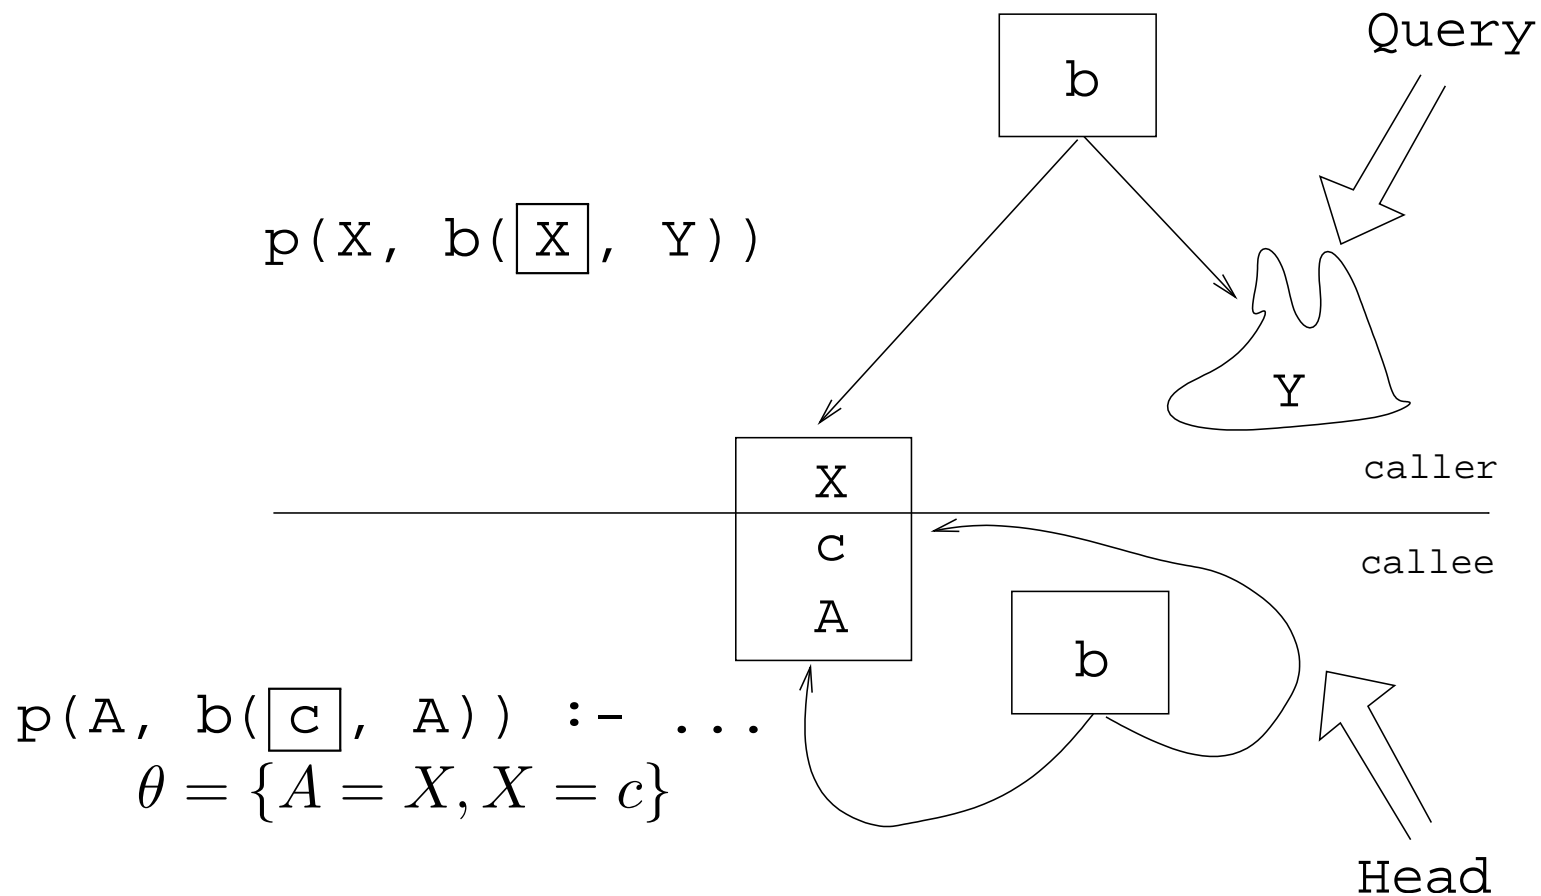 b
Query
p(X, b(X, Y))
Y
caller
X
c
callee
A
b
p(A, b(c, A)) :- ...
θ = {A = X, X = c}
Head